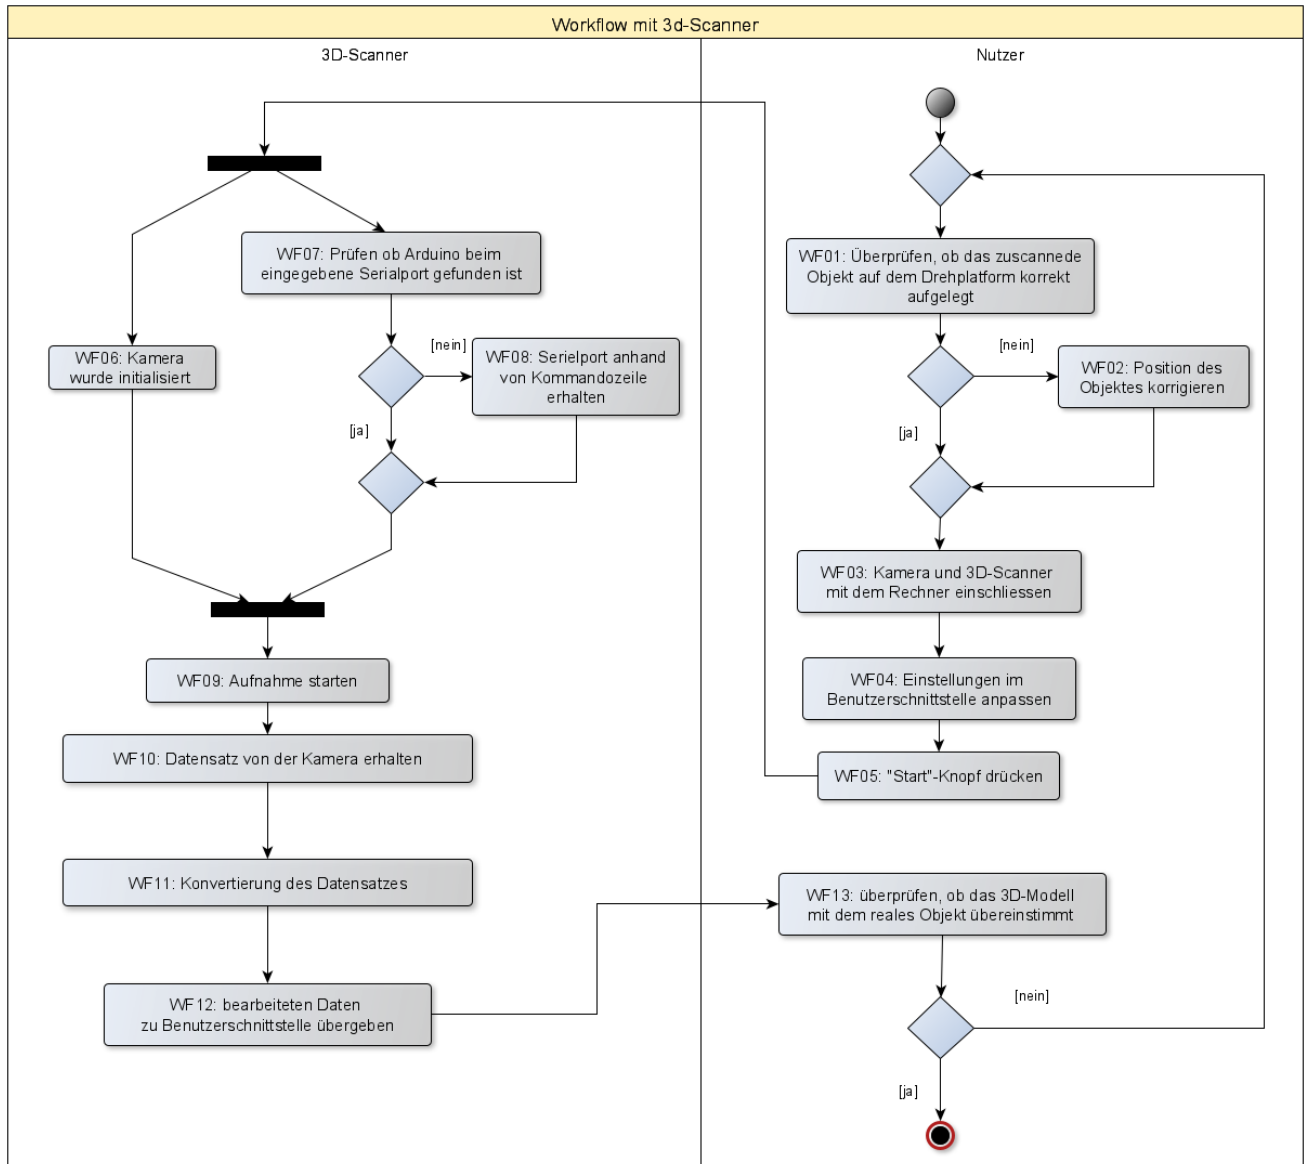 Workflow mit 3d-Scanner
3D-Scanner
Nutzer
WF01: Überprüfen, ob das zuscannede
Objekt auf dem Drehplatform korrekt
aufgelegt
[nein]
WF02: Position des
Objektes korrigieren
[ja]
WF03: Kamera und 3D-Scanner
mit dem Rechner einschliessen
WF04: Einstellungen im
Benutzerschnittstelle anpassen
WF05: "Start"-Knopf drücken
WF06: Kamera
wurde initialisiert
WF07: Prüfen ob Arduino beim
eingegebene Serialport gefunden ist
[nein]
WF08: Serielport anhand
von Kommandozeile
erhalten
[ja]
WF09: Aufnahme starten
WF10: Datensatz von der Kamera erhalten
WF11: Konvertierung des Datensatzes
WF12: bearbeiteten Daten
zu Benutzerschnittstelle übergeben
WF13: überprüfen, ob das 3D-Modell
mit dem reales Objekt übereinstimmt
[nein]
[ja]